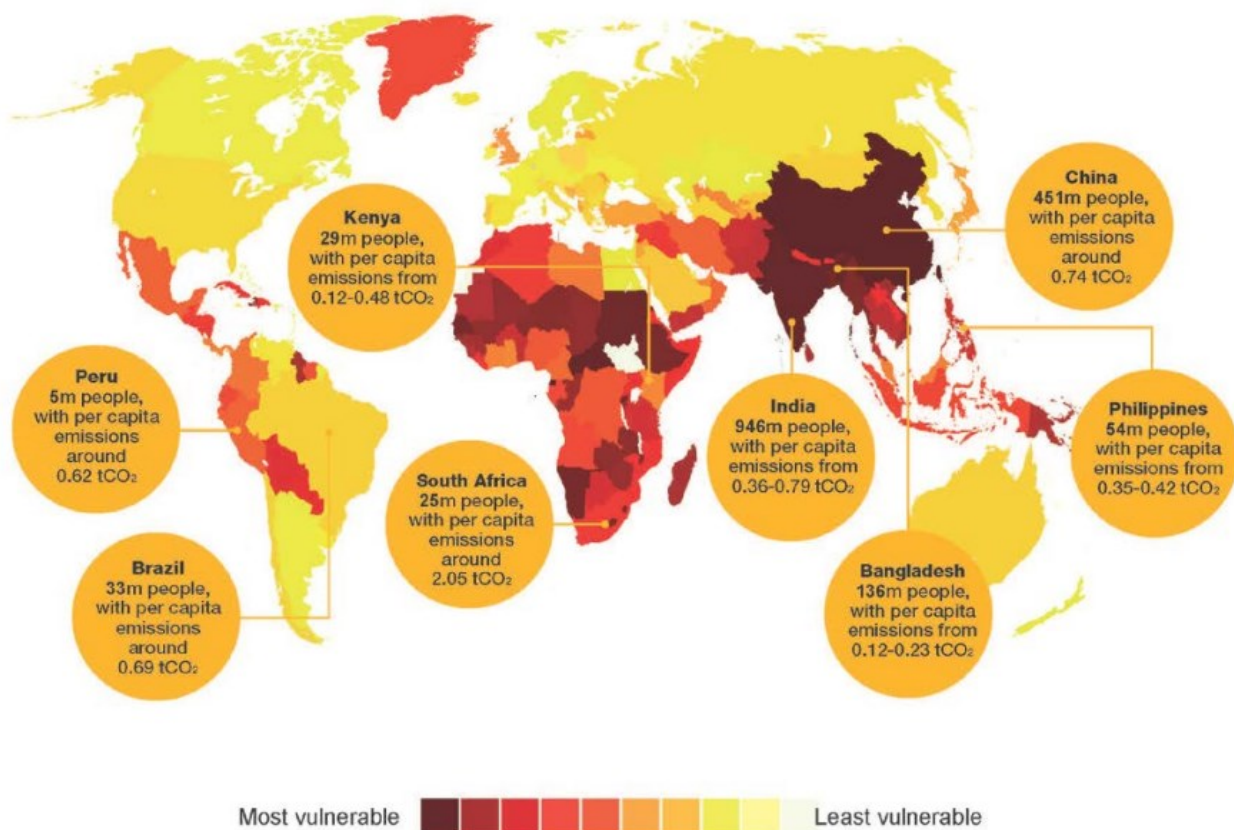 China
451m people,
with per capita
emissions
around
0.74 tCO₂
Kenya
29m people,
with per capita
emissions from
0.12-0.48 tCO₂
Peru
5m people,
with per capita
emissions
around
0.62 tCO₂
India
946m people,
with per capita
emissions from
0.36-0.79 tCO₂
Philippines
54m people,
with per capita
emissions from
0.35-0.42 tCO₂
South Africa
25m people,
with per capita
emissions
around
2.05 tCO₂
Brazil
33m people,
with per capita
emissions
around
0.69 tCO₂
Bangladesh
136m people,
with per capita
emissions from
0.12-0.23 tCO₂
Most vulnerable
Least vulnerable